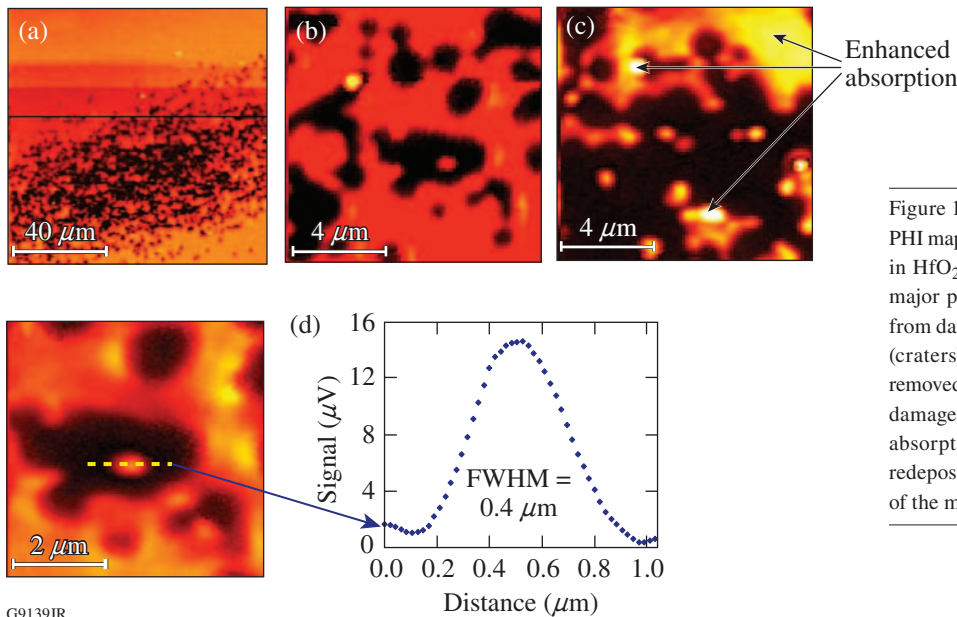 (a)
(b)
(c)
Enhanced
absorption
40 μm
4 μm
4 μm
Figure 1
PHI map
in HfO2
major p
from da
(craters
removed
damage
absorpt
redepos
of the m
(d)
16
12
8
4
0
Signal (μV)
FWHM =
0.4 μm
0.0 0.2 0.4 0.6 0.8 1.0
Distance (μm)
2 μm
G9139JR